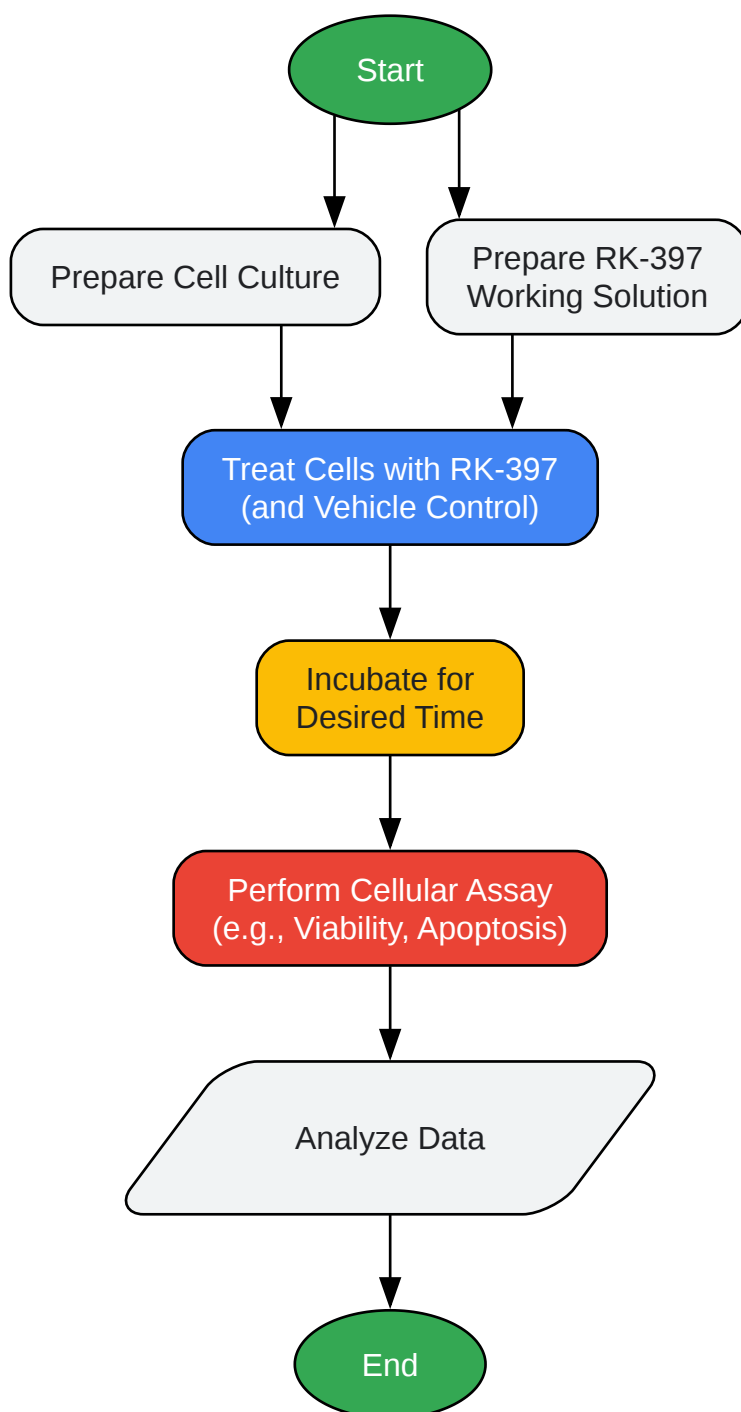 Start
Prepare Cell Culture
Prepare RK-397
Working Solution
Treat Cells with RK-397
(and Vehicle Control)
Incubate for
Desired Time
Perform Cellular Assay
(e.g., Viability, Apoptosis)
Analyze Data
End